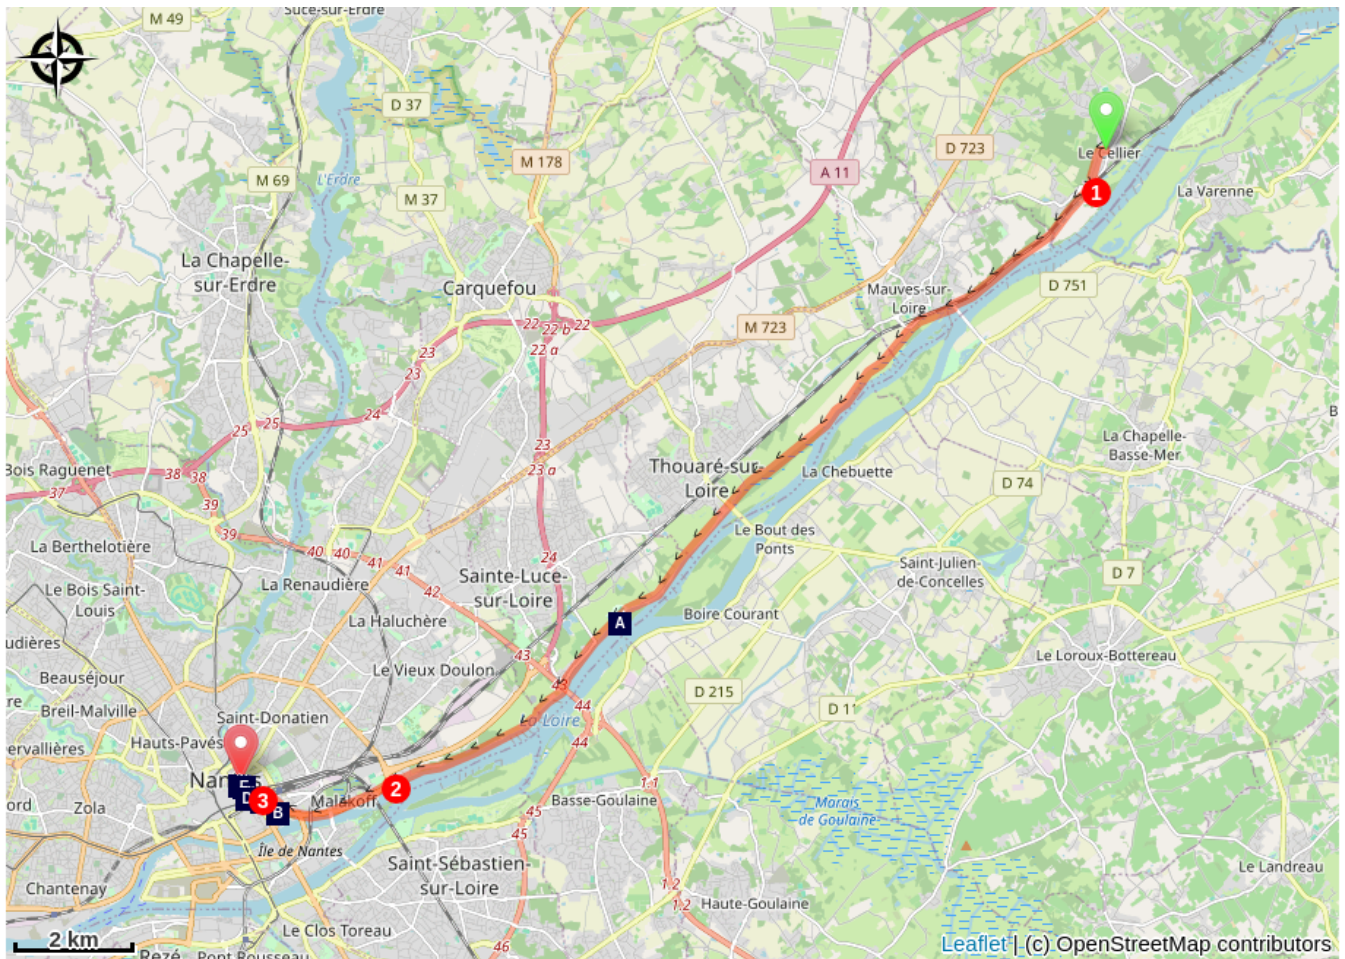 Sucé-sur-Erdre
M 49
D 37
M 178
D 723
Le Cellier
A 11
L'Erdre
M 69
M 37
1
La Varenne
La Chapelle-
sur-Erdre
Carquefou
D 751
Mauves-sur-
Loire
22
22 b
22
M 723
22 a
23
23
24
25
25
La Chapelle-
Basse-Mer
23
23 a
Bois Raguenet
38
38
37
Thouaré-sur-
Loire
La Chebuette
D 74
39
39
Le Bout des
Ponts
La Berthelotière
40
40
41
41
24
Saint-Julien-
de-Concelles
D 7
La Renaudière
42
Sainte-Luce-
sur-Loire
Le Bois Saint-
Louis
A
Boire Courant
La Haluchère
udières
43
Le Loroux-Bottereau
Le Vieux Doulon
Beauséjour
43
D 215
D 11
Breil-Malville
Saint-Donatien
44
La Loire
Hauts-Pavés
44
ervallières
Nantes
E
D
3
B
Malakoff
2
1.1
Basse-Goulaine
Marais
de Goulaine
ord
Zola
45
45
Île de Nantes
Saint-Sébastien-
sur-Loire
Le Landreau
Chantenay
1.2
1.2
Haute-Goulaine
Le Clos Toreau
46
2 km
Rezé
Pont Rousseau
Leaflet | (c) OpenStreetMap contributors